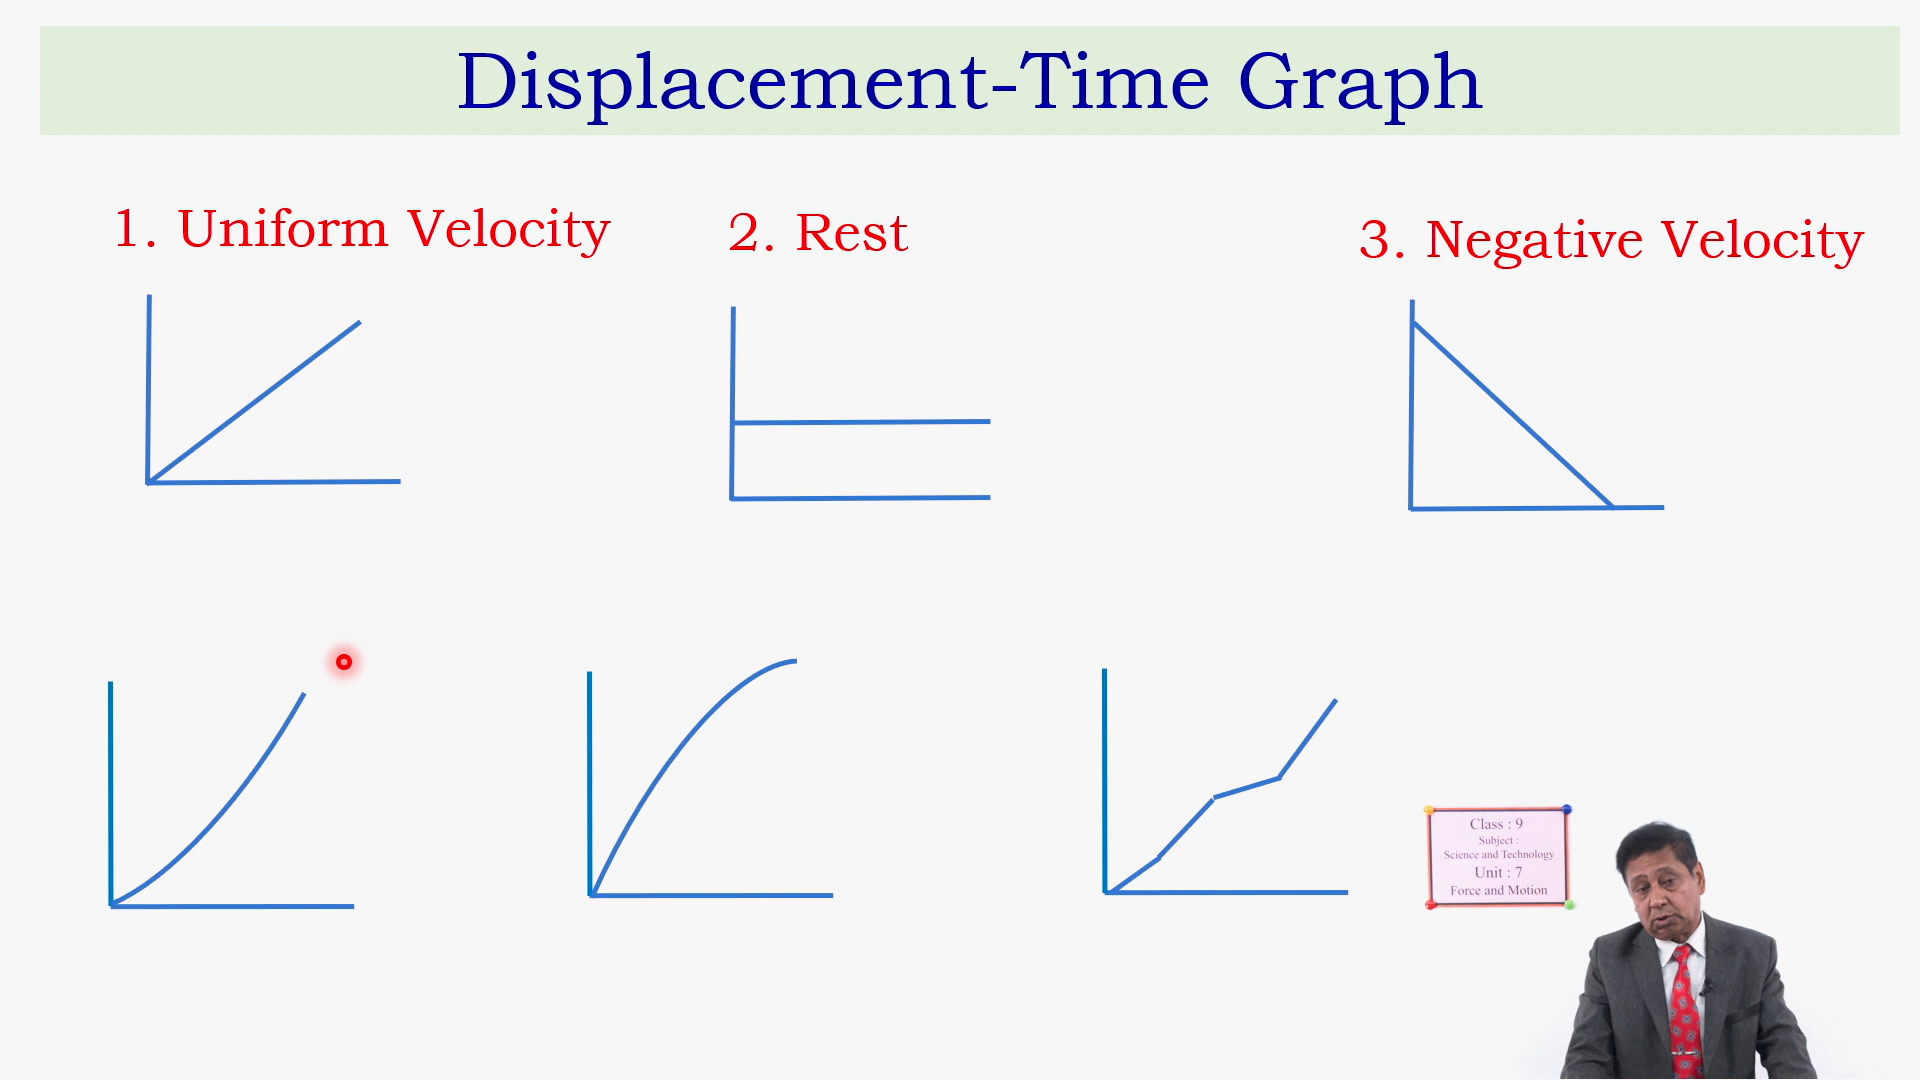 Displacement-Time Graph
1. Uniform Velocity
2. Rest
3. Negative Velocity
Class : 9
Subject :
Science and Technology
Unit : 7
Force and Motion